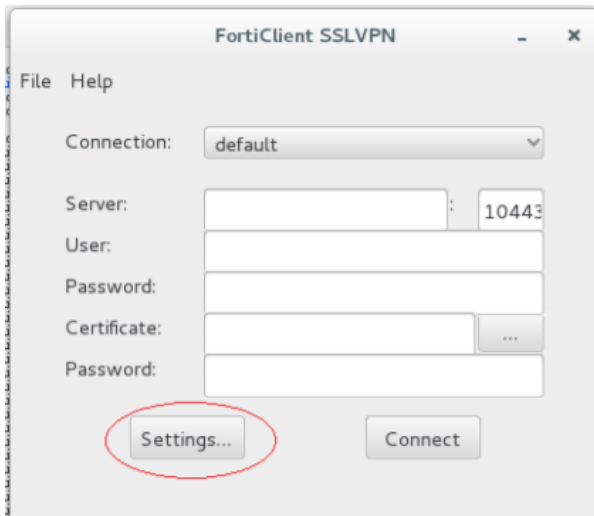 FortiClient SSLVPN
File Help
Connection: default
Server: : 10443
User:
Password:
Certificate: ...
Password:
Settings... Connect